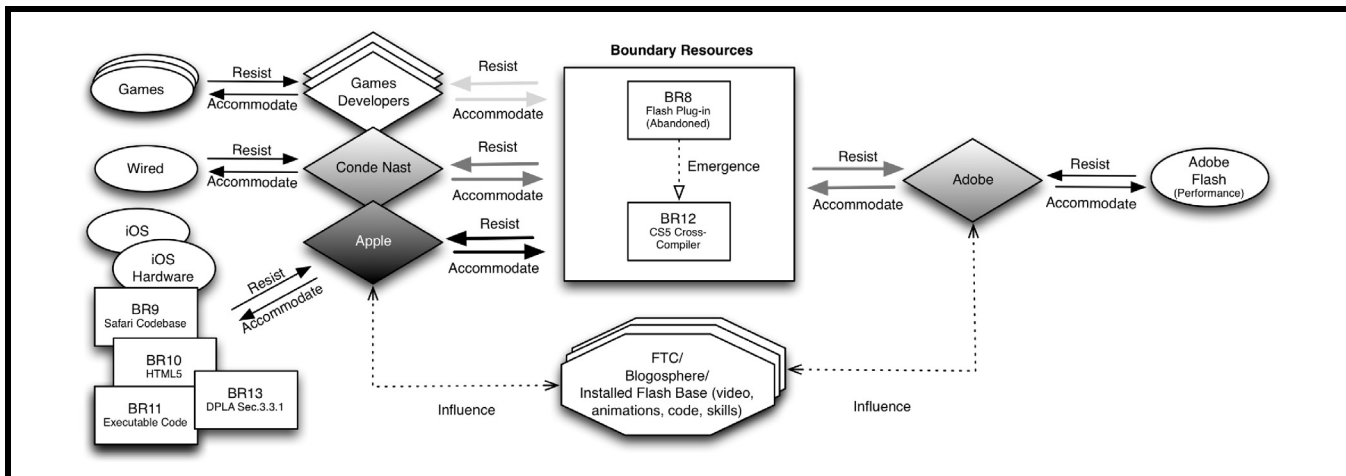 Boundary Resources
Games
Resist
Accommodate
Games
Developers
Resist
Accommodate
BR8
Flash Plug-in
(Abandoned)
Emergence
BR12
CS5 Cross-
Compiler
Wired
Resist
Accommodate
Conde Nast
Resist
Accommodate
Resist
Accommodate
Adobe
Resist
Accommodate
Adobe
Flash
(Performance)
iOS
iOS
Hardware
Resist
Accommodate
Apple
Resist
Accommodate
BR9
Safari Codebase
BR10
HTML5
BR11
Executable Code
BR13
DPLA Sec.3.3.1
Influence
FTC/
Blogosphere/
Installed Flash Base (video,
animations, code, skills)
Influence